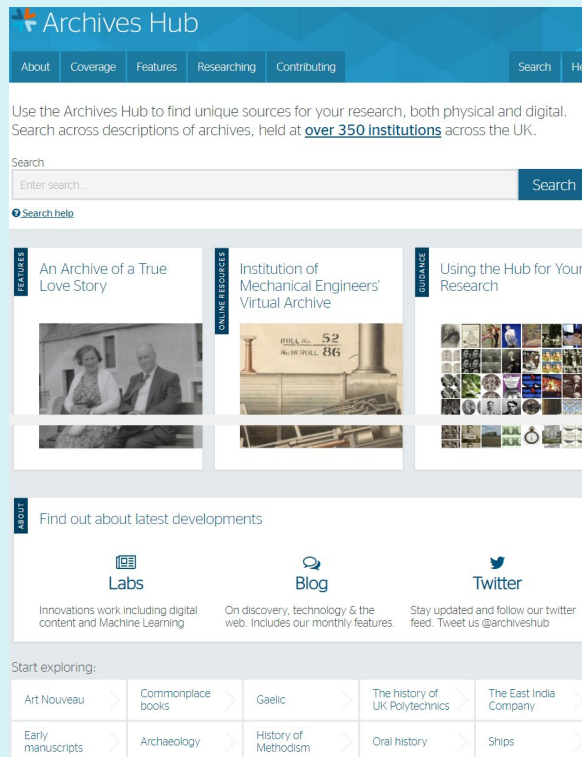 Archives Hub
About Coverage Features Researching Contributing Search
Use the Archives Hub to find unique sources for your research, both physical and digital.
Search across descriptions of archives, held at over 350 institutions across the UK.
Search
Enter search... Search
Search help
FEATURES
An Archive of a True
Love Story
ONLINE RESOURCES
Institution of
Mechanical Engineers'
Virtual Archive
ROLL No. 52
No. IN ROLL 86
GUIDANCE
Using the Hub for Your
Research
ABOUT
Find out about latest developments
Labs
Innovations work including digital
content and Machine Learning
Blog
On discovery, technology & the
web. Includes our monthly features.
Twitter
Stay updated and follow our twitter
feed. Tweet us @archiveshub
Start exploring:
Art Nouveau
Commonplace
books
Gaelic
The history of
UK Polytechnics
The East India
Company
Early
manuscripts
Archaeology
History of
Methodism
Oral history
Ships